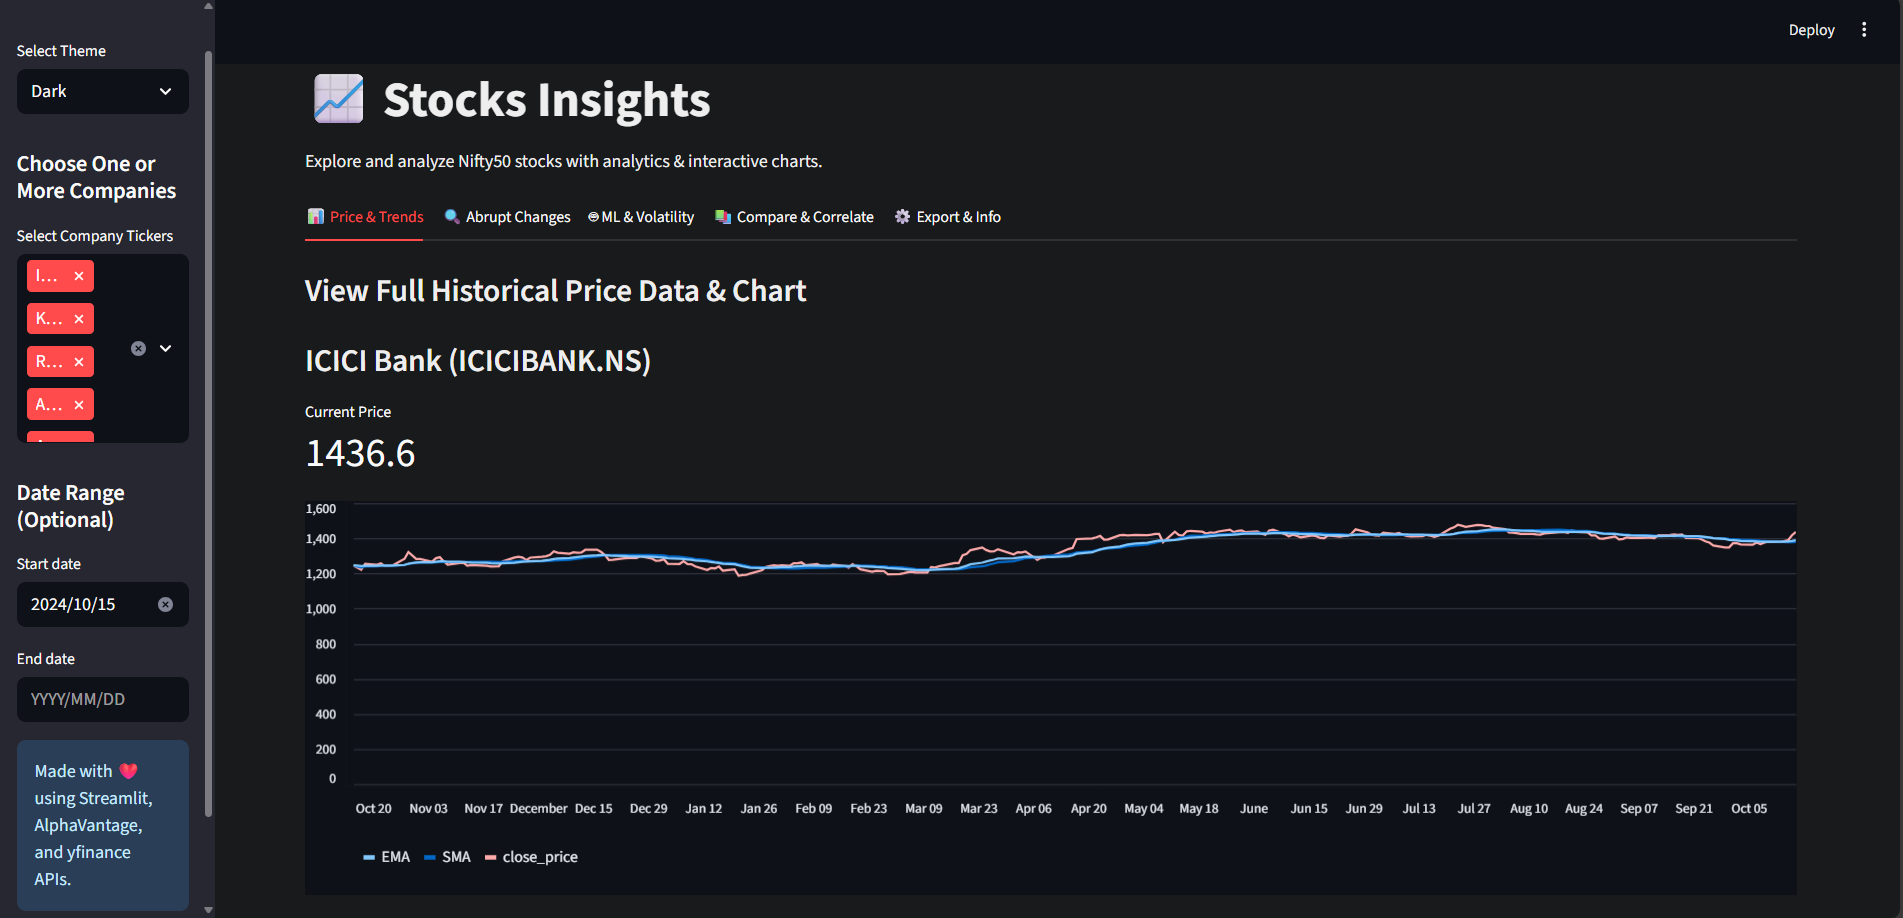 Select Theme
Dark
Choose One or
More Companies
Select Company Tickers
I...
K...
R...
A...
Date Range
(Optional)
Start date
2024/10/15
End date
YYYY/MM/DD
Made with
using Streamlit,
AlphaVantage,
and yfinance
APIs.
Deploy
Stocks Insights
Explore and analyze Nifty50 stocks with analytics & interactive charts.
Price & Trends Abrupt Changes ML & Volatility Compare & Correlate Export & Info
View Full Historical Price Data & Chart
ICICI Bank (ICICIBANK.NS)
Current Price
1436.6
1,600
1,400
1,200
1,000
800
600
400
200
0
Oct 20 Nov 03 Nov 17 December Dec 15 Dec 29 Jan 12 Jan 26 Feb 09 Feb 23 Mar 09 Mar 23 Apr 06 Apr 20 May 04 May 18 June Jun 15 Jun 29 Jul 13 Jul 27 Aug 10 Aug 24 Sep 07 Sep 21 Oct 05
EMA SMA close_price